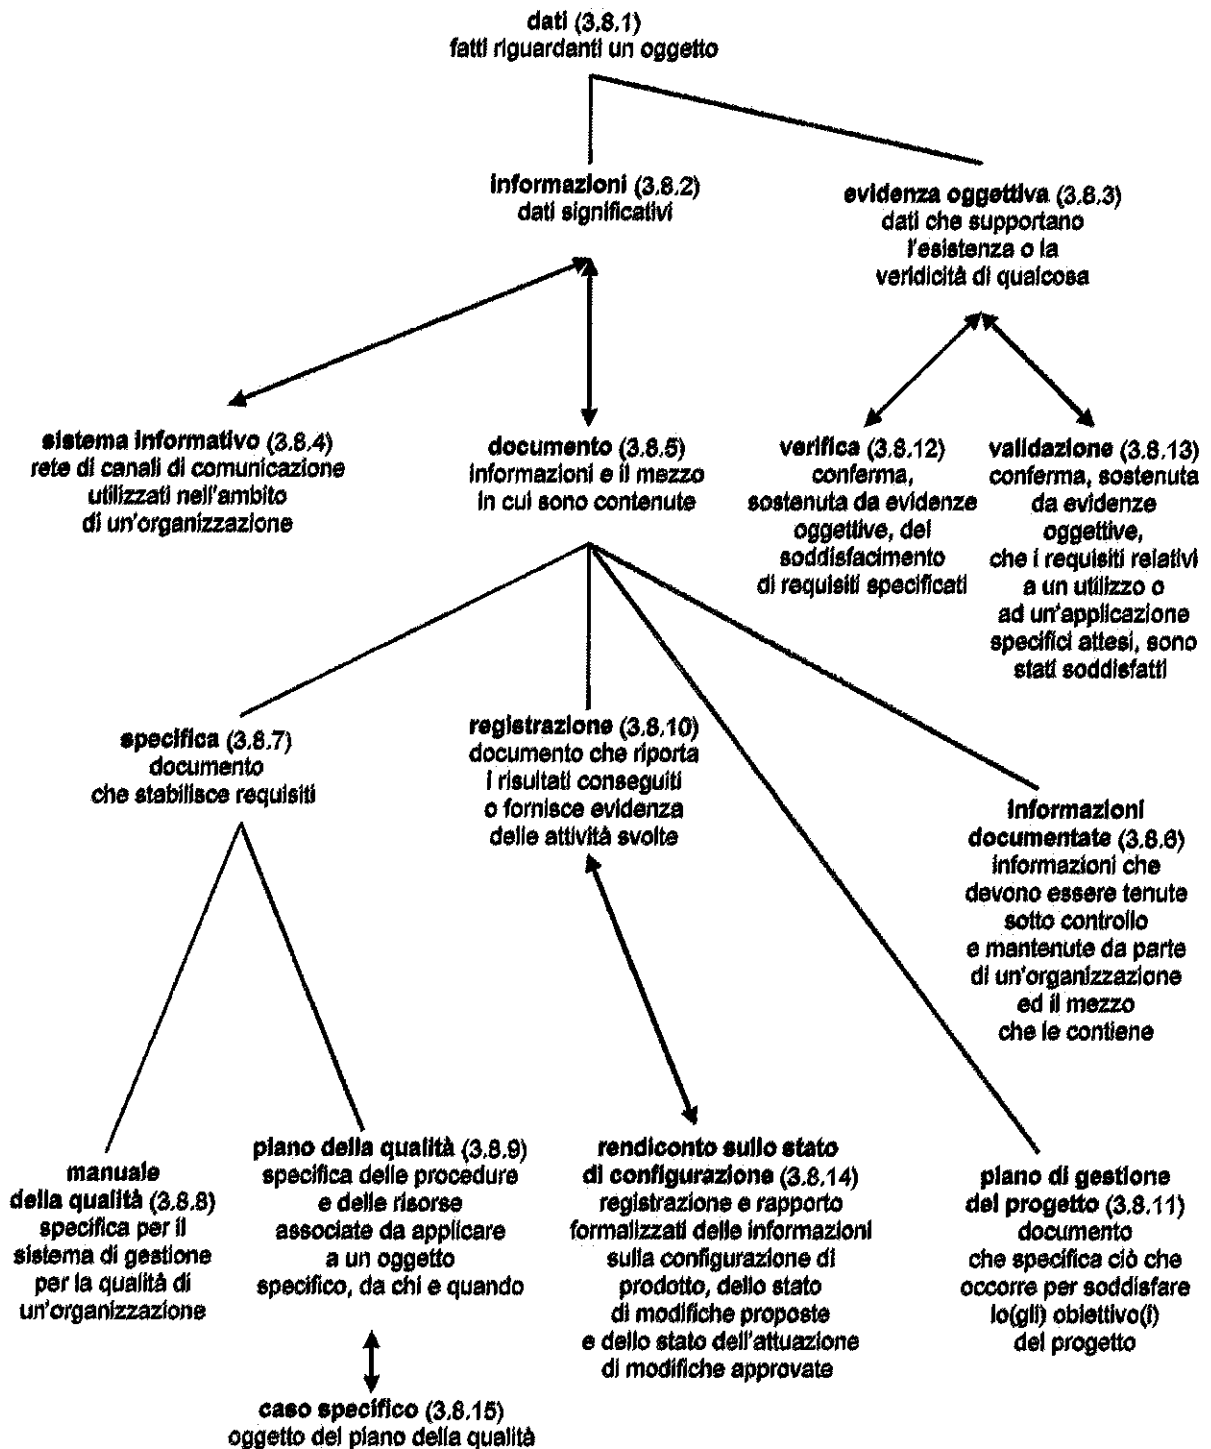 dati (3.8.1)
fatti riguardanti un oggetto
informazioni (3.8.2)
dati significativi
evidenza oggettiva (3.8.3)
dati che supportano
l'esistenza o la
veridicità di qualcosa
sistema informativo (3.8.4)
rete di canali di comunicazione
utilizzati nell'ambito
di un'organizzazione
documento (3.8.5)
informazioni e il mezzo
in cui sono contenute
verifica (3.8.12)
conferma,
sostenuta da evidenze
oggettive, del
soddisfacimento
di requisiti specificati
validazione (3.8.13)
conferma, sostenuta
da evidenze
oggettive,
che i requisiti relativi
a un utilizzo o
ad un'applicazione
specifici attesi, sono
stati soddisfatti
specifica (3.8.7)
documento
che stabilisce requisiti
registrazione (3.8.10)
documento che riporta
i risultati conseguiti
o fornisce evidenza
delle attività svolte
informazioni
documentate (3.8.6)
informazioni che
devono essere tenute
sotto controllo
e mantenute da parte
di un'organizzazione
ed il mezzo
che le contiene
manuale
della qualità (3.8.8)
specifica per il
sistema di gestione
per la qualità di
un'organizzazione
piano della qualità (3.8.9)
specifica delle procedure
e delle risorse
associate da applicare
a un oggetto
specifico, da chi e quando
rendiconto sullo stato
di configurazione (3.8.14)
registrazione e rapporto
formalizzati delle informazioni
sulla configurazione di
prodotto, dello stato
di modifiche proposte
e dello stato dell'attuazione
di modifiche approvate
piano di gestione
del progetto (3.8.11)
documento
che specifica ciò che
occorre per soddisfare
lo(gli) obiettivo(i)
del progetto
caso specifico (3.8.15)
oggetto del piano della qualità